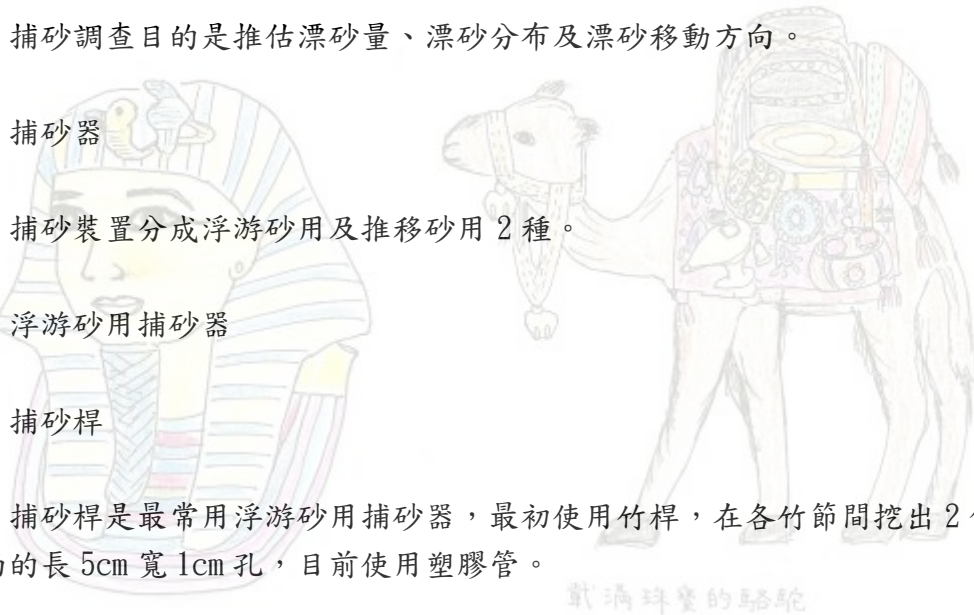 捕砂調查目的是推估漂砂量、漂砂分布及漂砂移動方向。
捕砂器
捕砂裝置分成浮游砂用及推移砂用 2 種。
浮游砂用捕砂器
捕砂桿
捕砂桿是最常用浮游砂用捕砂器，最初使用竹桿，在各竹節間挖出 2
的長 5cm 寬 1cm 孔，目前使用塑膠管。
戴滿珠寶的駱駝